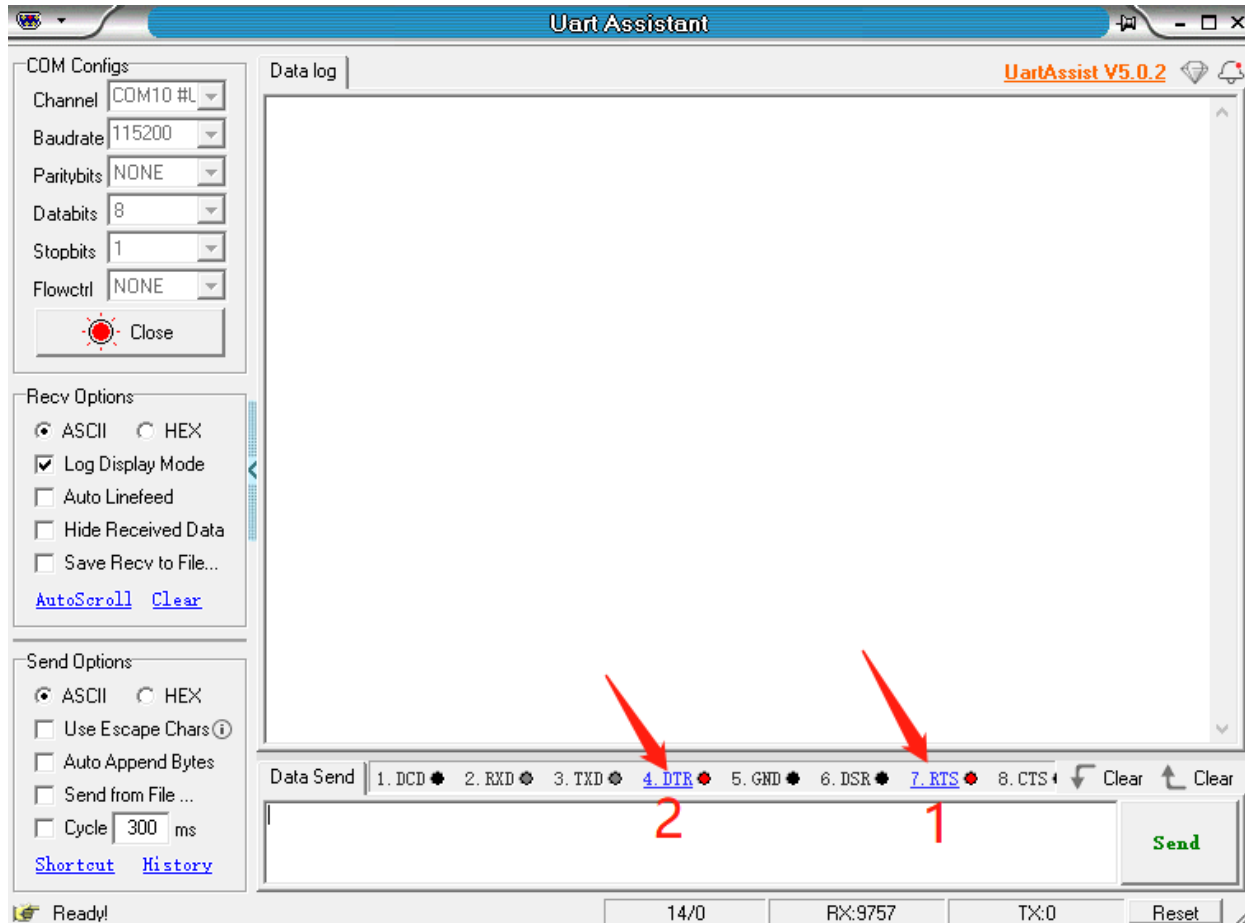 Uart Assistant
COM Configs
Channel COM10 #U
Baudrate 115200
Paritybits NONE
Databits 8
Stopbits 1
Flowctrl NONE
Close
Recv Options
ASCII HEX
Log Display Mode
Auto Linefeed
Hide Received Data
Save Recv to File...
AutoScroll Clear
Send Options
ASCII HEX
Use Escape Chars
Auto Append Bytes
Send from File ...
Cycle 300 ms
Shortcut History
Data log
UartAssist V5.0.2
Data Send 1. DCD 2. RXD 3. TXD 4. DTR 5. GND 6. DSR 7. RTS 8. CTS Clear Clear
2 1
Send
Ready! 14/0 RX:9757 TX:0 Reset